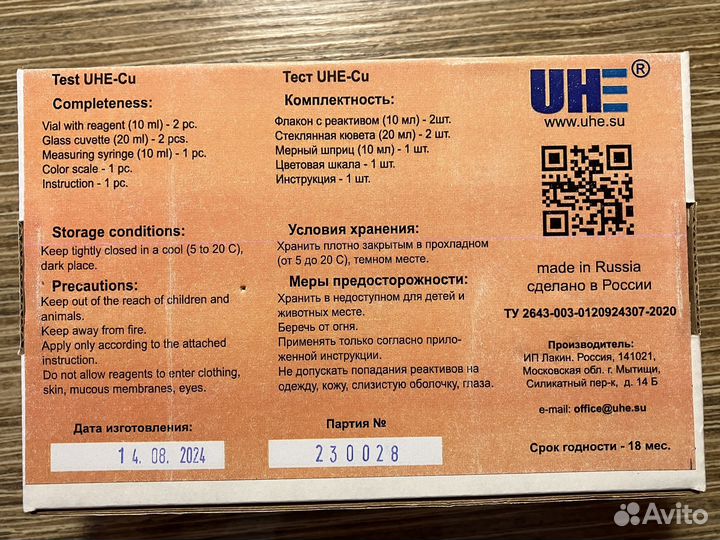 Test UHE-Cu
Completeness:
Vial with reagent (10 ml) - 2 pc.
Glass cuvette (20 ml) - 2 pcs.
Measuring syringe (10 ml) - 1 pc.
Color scale - 1 pc.
Instruction - 1 pc.
Storage conditions:
Keep tightly closed in a cool (5 to 20 C),
dark place.
Precautions:
Keep out of the reach of children and
animals.
Keep away from fire.
Apply only according to the attached
instruction.
Do not allow reagents to enter clothing,
skin, mucous membranes, eyes.
Дата изготовления:
14. 08. 2024
Тест UHE-Cu
Комплектность:
Флакон с реактивом (10 мл) - 2шт.
Стеклянная кювета (20 мл) - 2 шт.
Мерный шприц (10 мл) - 1 шт.
Цветовая шкала - 1 шт.
Инструкция - 1 шт.
Условия хранения:
Хранить плотно закрытым в прохладном
(от 5 до 20 С), темном месте.
Меры предосторожности:
Хранить в недоступном для детей и
животных месте.
Беречь от огня.
Применять только согласно прило-
женной инструкции.
Не допускать попадания реактивов на
одежду, кожу, слизистую оболочку, глаза.
Партия №
230028
UHE®
www.uhe.su
made in Russia
сделано в России
ТУ 2643-003-0120924307-2020
Производитель:
ИП Лакин. Россия, 141021,
Московская обл. г. Мытищи,
Силикатный пер-к, д. 14 Б
e-mail: office@uhe.su
Срок годности - 18 мес.
Avito